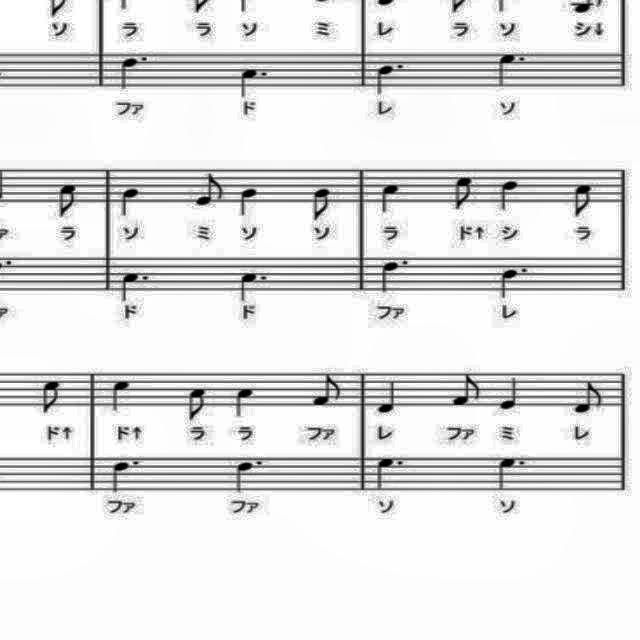 ソ ラ ラ ソ ミ レ ラ ソ シ↓
ファ ド レ ソ
ラ ソ ミ ソ ソ ラ ド↑ シ ラ
ド ド ファ レ
ド↑ ド↑ ラ ラ ファ レ ファ ミ レ
ファ ファ ソ ソ